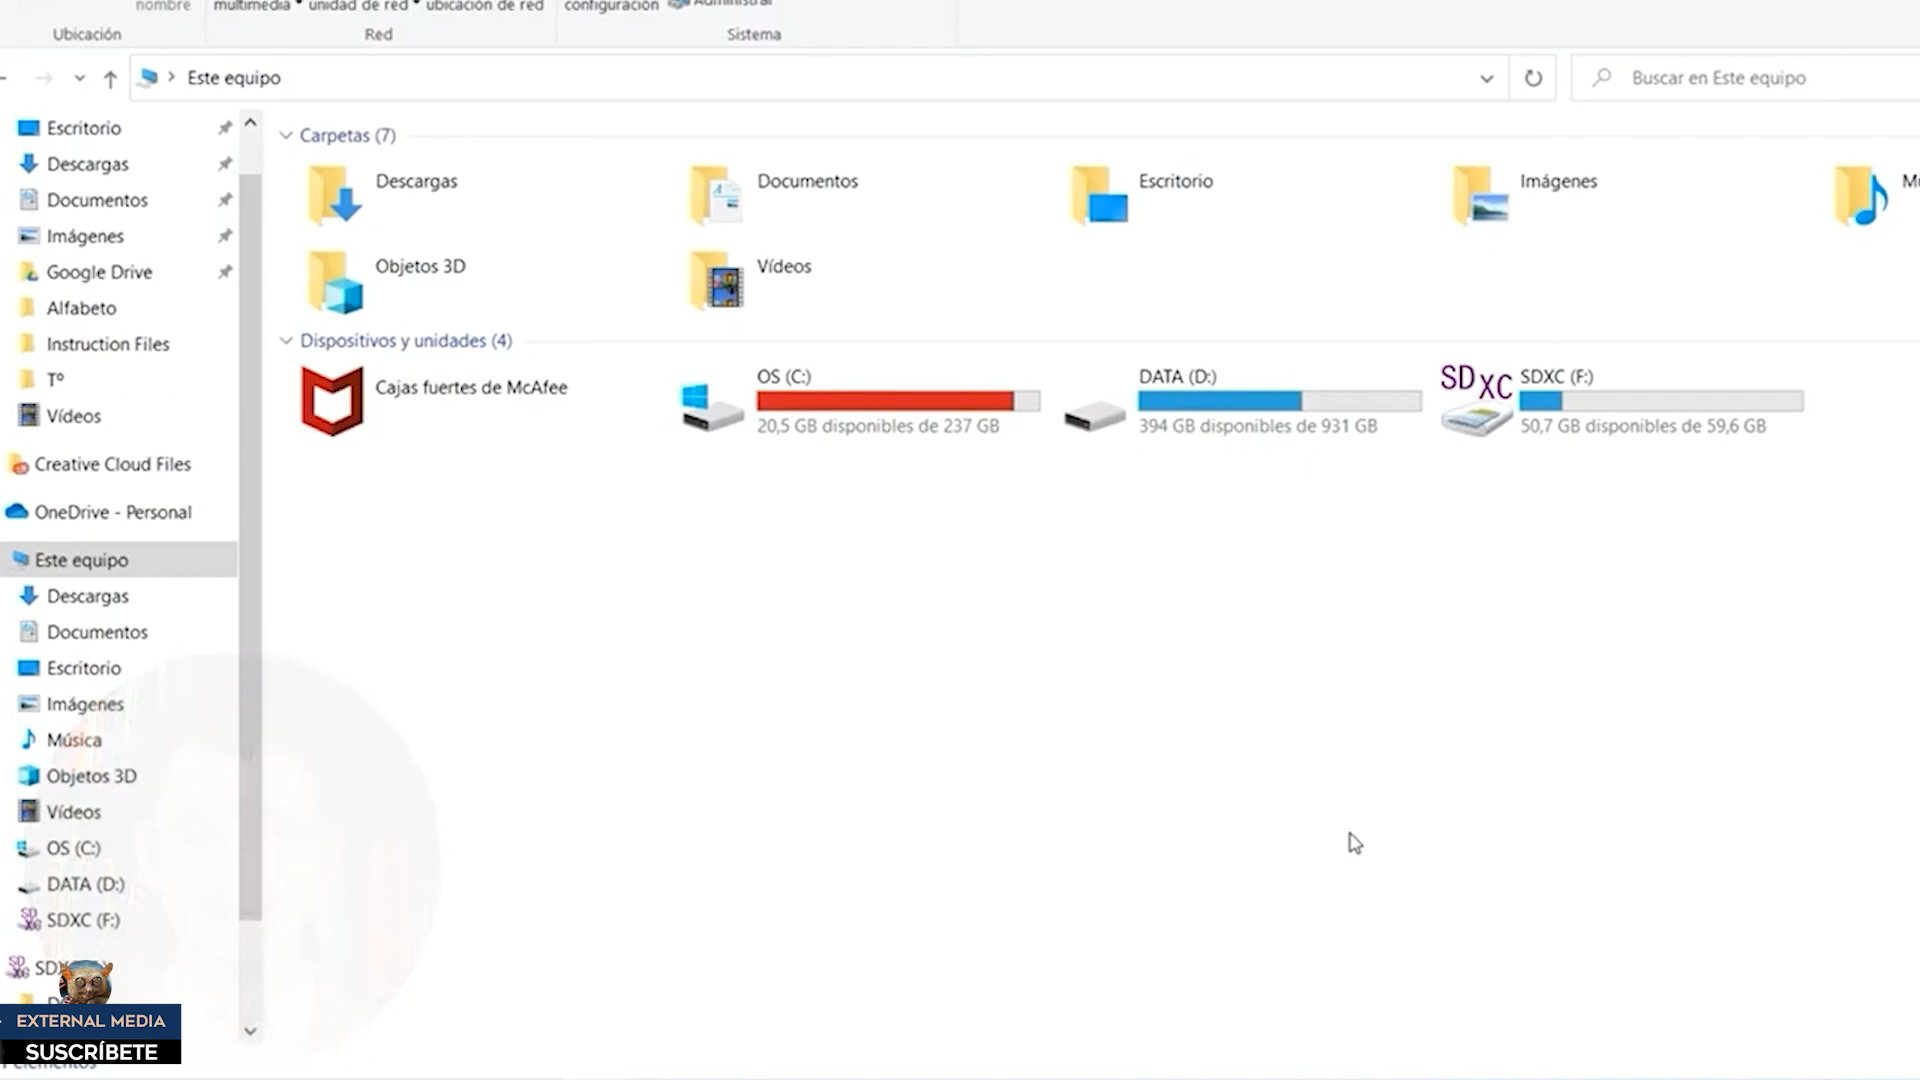 nombre
multimedia unidad de red ubicación de red
configuración Administrar
Ubicación
Red
Sistema
Este equipo
Buscar en Este equipo
Escritorio
Descargas
Documentos
Imágenes
Google Drive
Alfabeto
Instruction Files
Tº
Vídeos
Creative Cloud Files
OneDrive - Personal
Este equipo
Descargas
Documentos
Escritorio
Imágenes
Música
Objetos 3D
Vídeos
OS (C:)
DATA (D:)
SDXC (F:)
Carpetas (7)
Descargas
Documentos
Escritorio
Imágenes
Objetos 3D
Vídeos
Dispositivos y unidades (4)
Cajas fuertes de McAfee
OS (C:)
20,5 GB disponibles de 237 GB
DATA (D:)
394 GB disponibles de 931 GB
SDXC
SDXC (F:)
50,7 GB disponibles de 59,6 GB
EXTERNAL MEDIA
SUSCRÍBETE